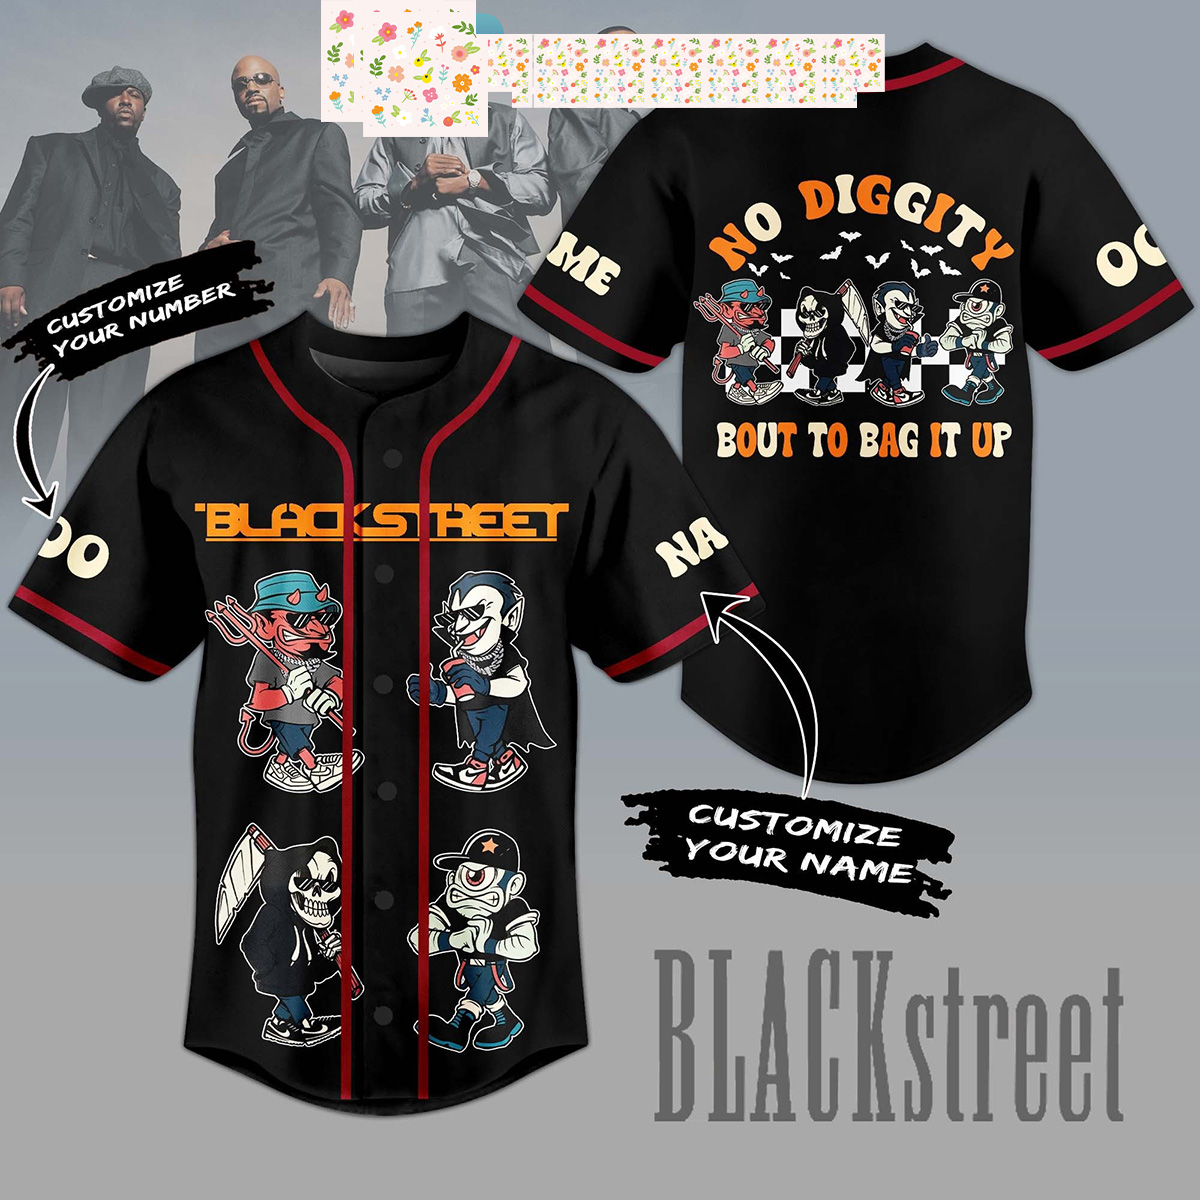 CUSTOMIZE
YOUR NUMBER
OO
BLACKSTREET
NA
ME
NO DIGGITY
BOUT TO BAG IT UP
OO
CUSTOMIZE
YOUR NAME
BLACKstreet